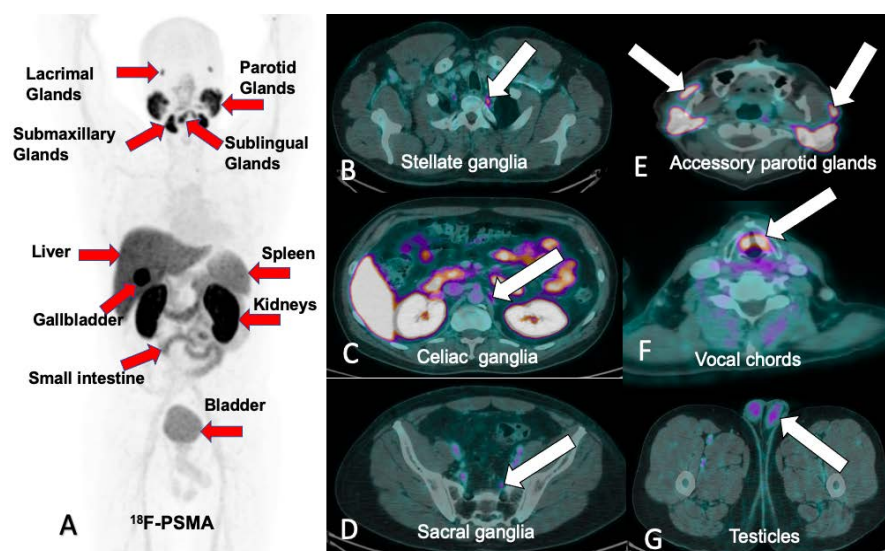 Lacrimal
Glands
Parotid
Glands
Submaxillary
Glands
Sublingual
Glands
Liver
Spleen
Gallbladder
Kidneys
Small intestine
Bladder
A
¹⁸F-PSMA
B
Stellate ganglia
C
Celiac ganglia
D
Sacral ganglia
E
Accessory parotid glands
F
Vocal chords
G
Testicles